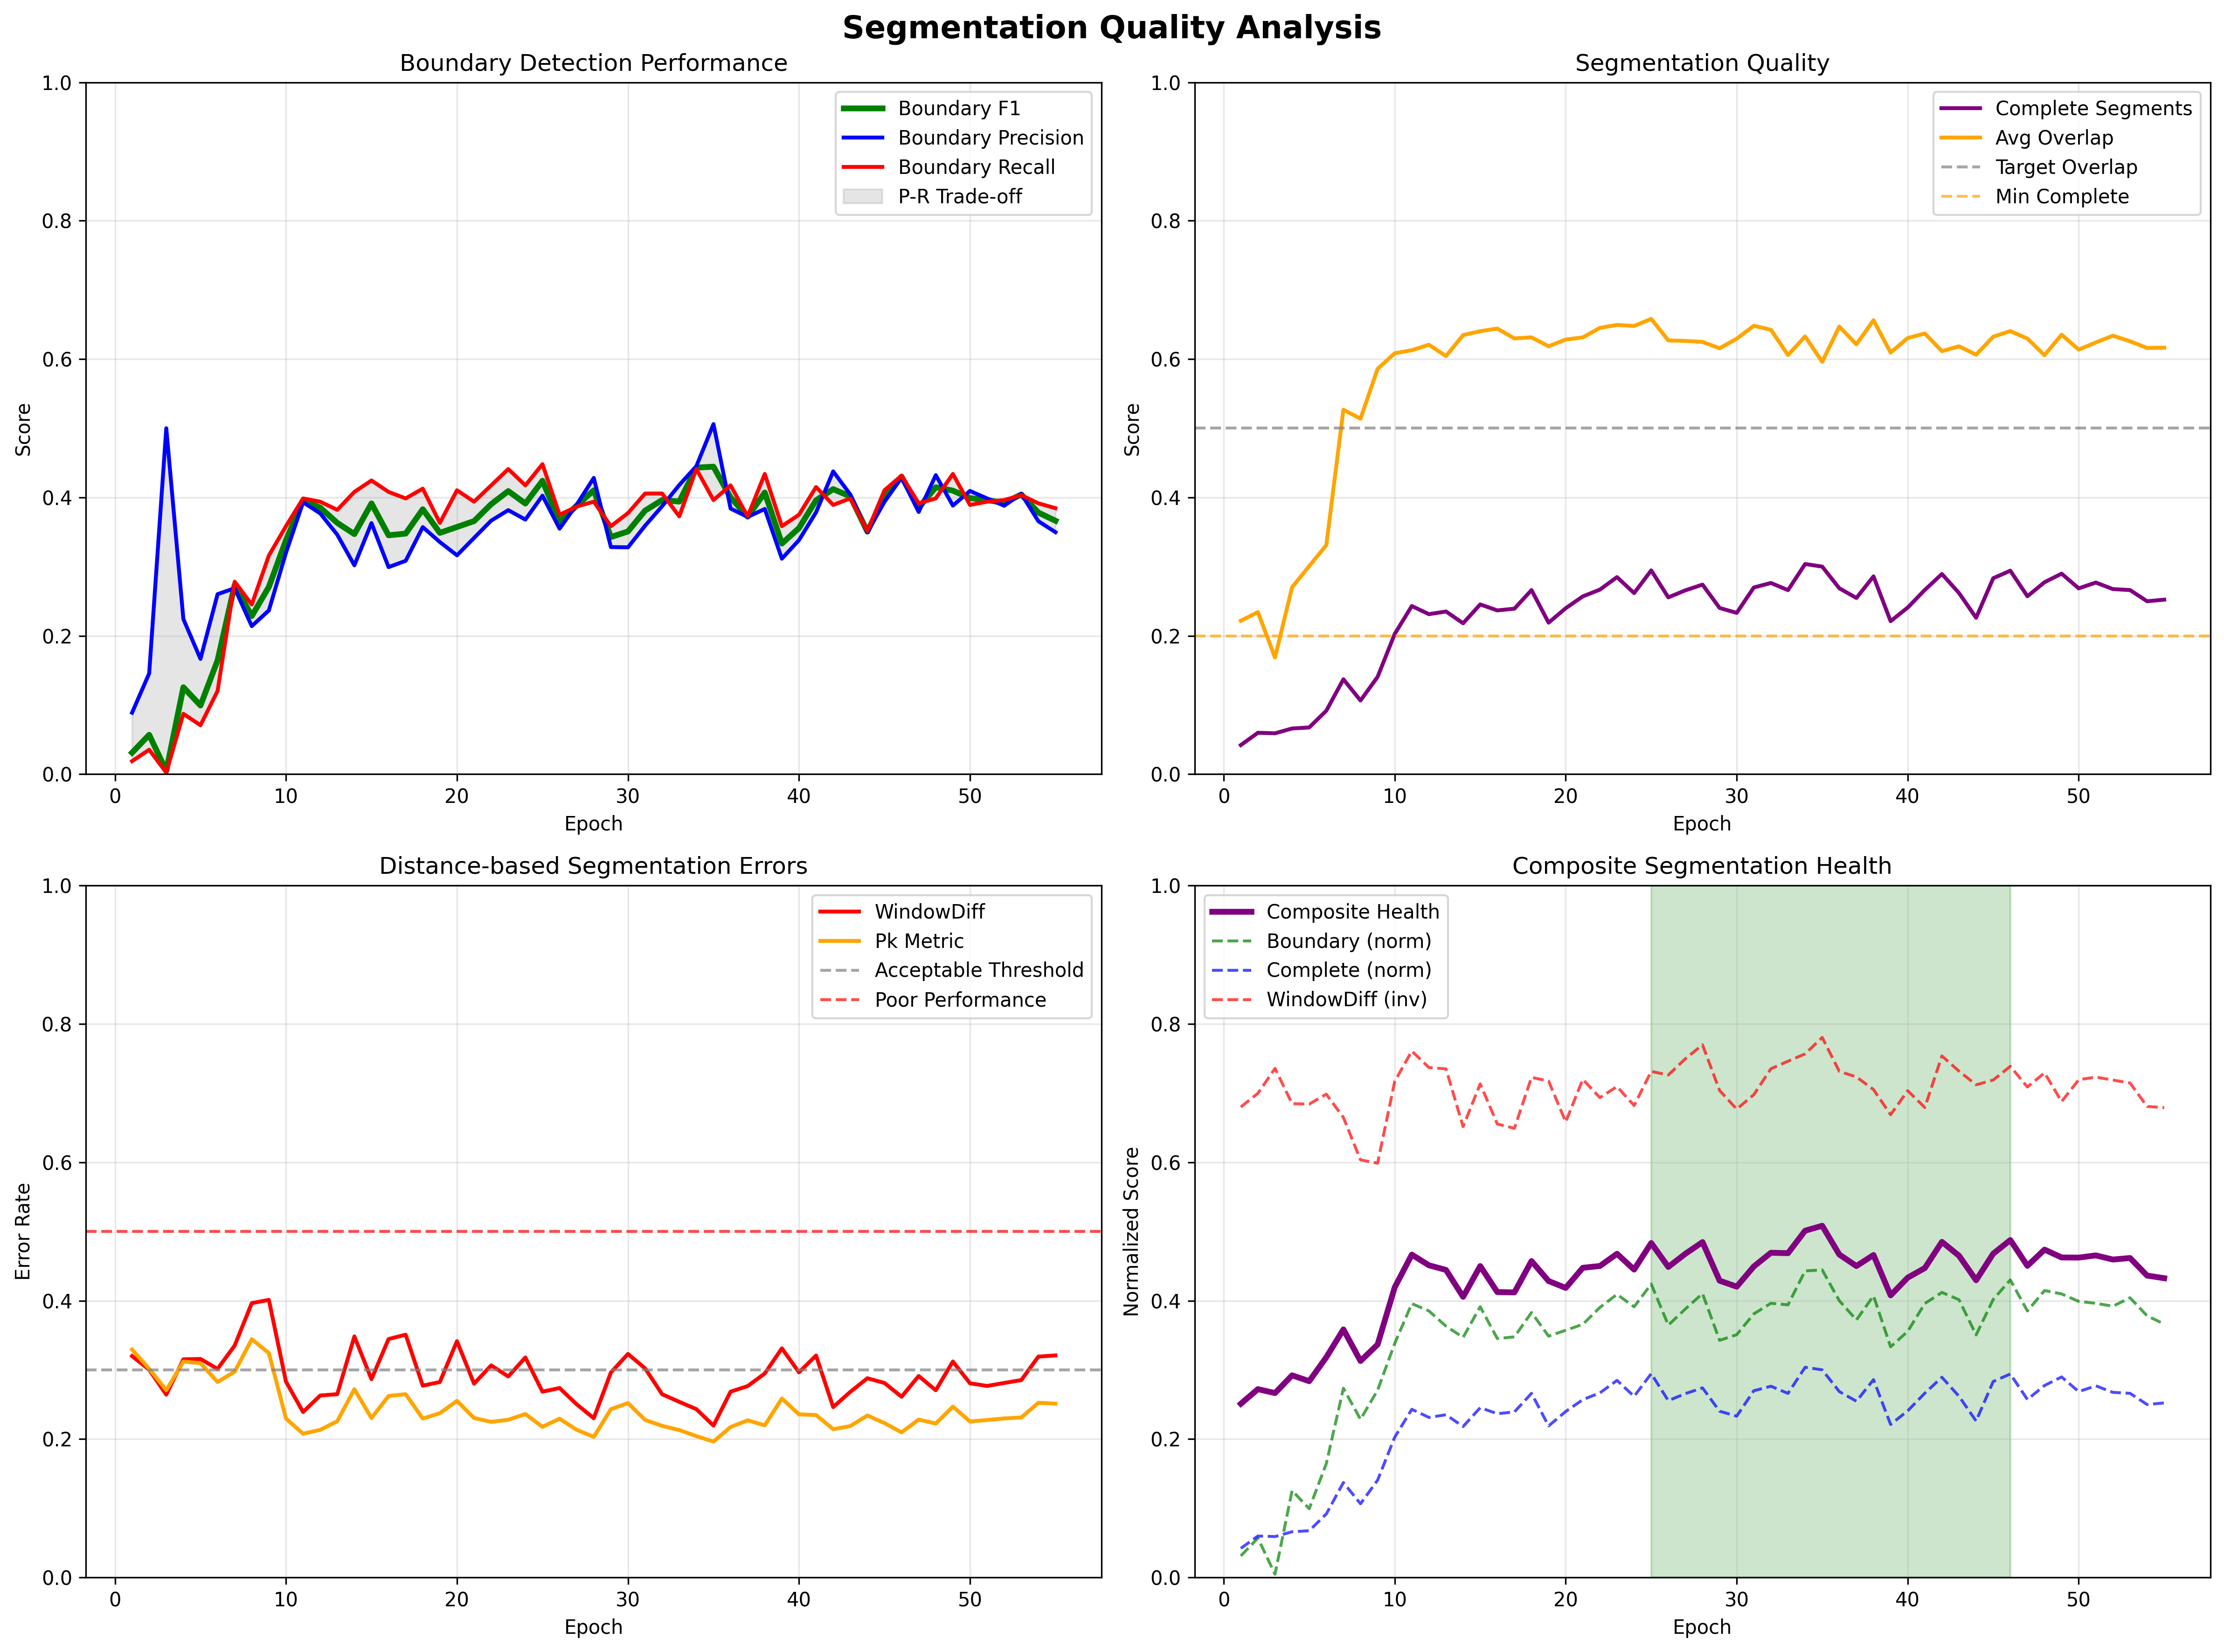 Segmentation Quality Analysis
Boundary Detection Performance
1.0
0.8
0.6
0.4
0.2
0.0
Score
0 10 20 30 40 50
Epoch
Boundary F1
Boundary Precision
Boundary Recall
P-R Trade-off
Segmentation Quality
1.0
0.8
0.6
0.4
0.2
0.0
Score
0 10 20 30 40 50
Epoch
Complete Segments
Avg Overlap
Target Overlap
Min Complete
Distance-based Segmentation Errors
1.0
0.8
0.6
0.4
0.2
0.0
Error Rate
0 10 20 30 40 50
Epoch
WindowDiff
Pk Metric
Acceptable Threshold
Poor Performance
Composite Segmentation Health
1.0
0.8
0.6
0.4
0.2
0.0
Normalized Score
0 10 20 30 40 50
Epoch
Composite Health
Boundary (norm)
Complete (norm)
WindowDiff (inv)